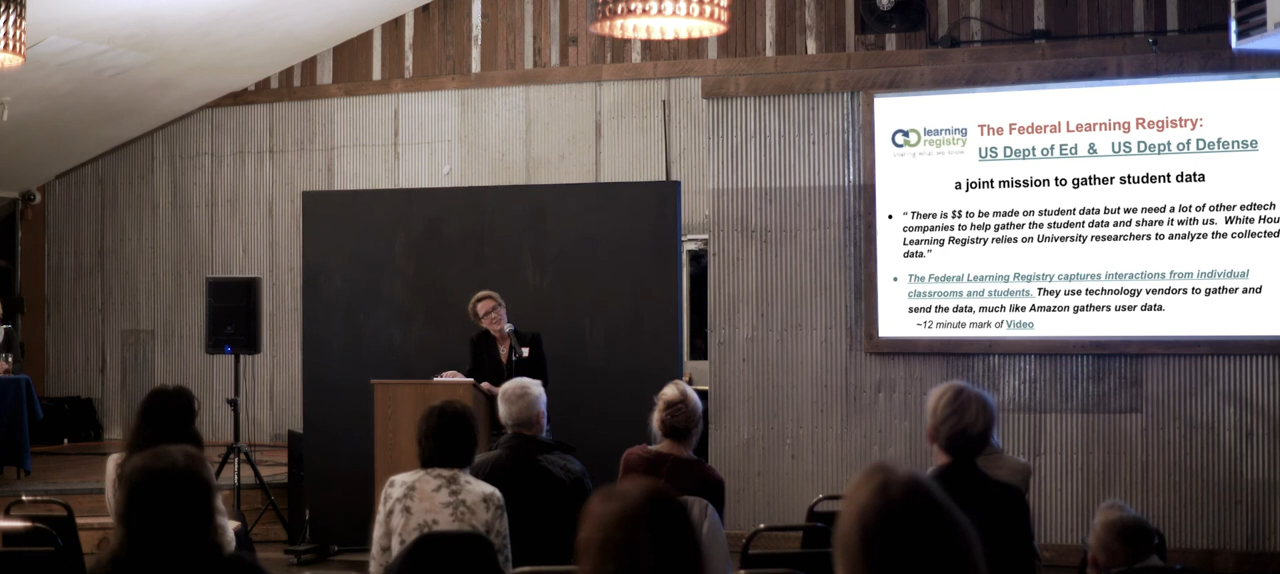 learning
registry
sharing what we know
The Federal Learning Registry:
US Dept of Ed & US Dept of Defense
a joint mission to gather student data
• “ There is $$ to be made on student data but we need a lot of other edtech
companies to help gather the student data and share it with us. White Hou
Learning Registry relies on University researchers to analyze the collected
data.”
• The Federal Learning Registry captures interactions from individual
classrooms and students. They use technology vendors to gather and
send the data, much like Amazon gathers user data.
~12 minute mark of Video